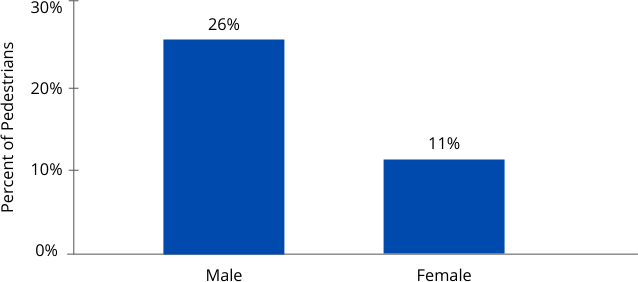 Percent of Pedestrians
30%
20%
10%
0%
26%
11%
Male
Female